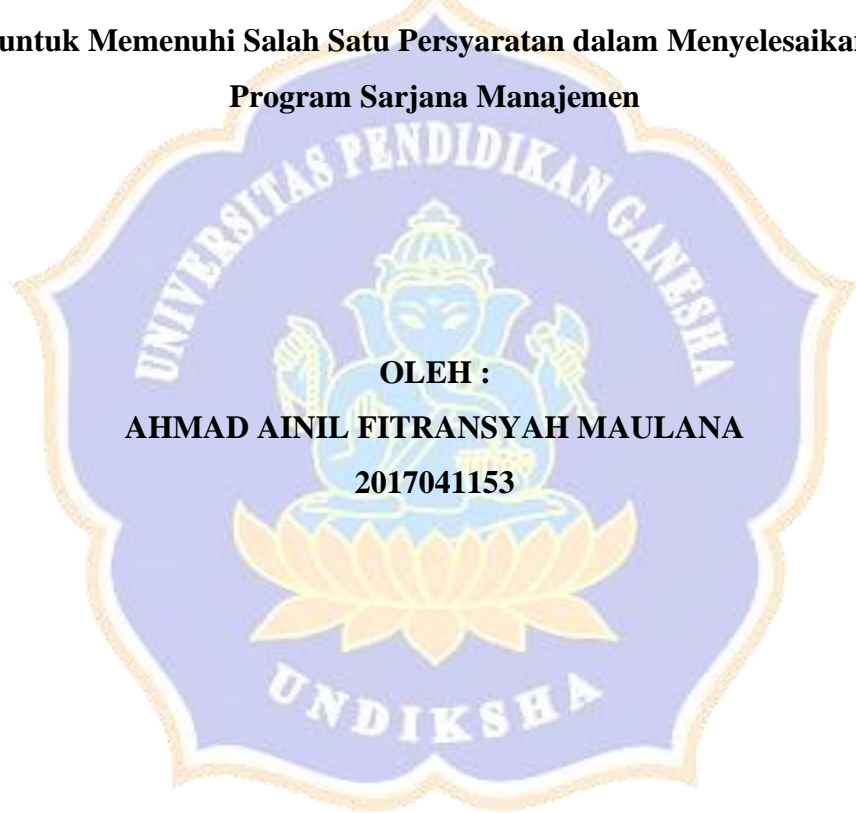 untuk Memenuhi Salah Satu Persyaratan dalam Menyelesaikan
Program Sarjana Manajemen
UNIVERSITAS PENDIDIKAN GANESHA
OLEH :
AHMAD AINIL FITRANSYAH MAULANA
2017041153
UNDIKSHA